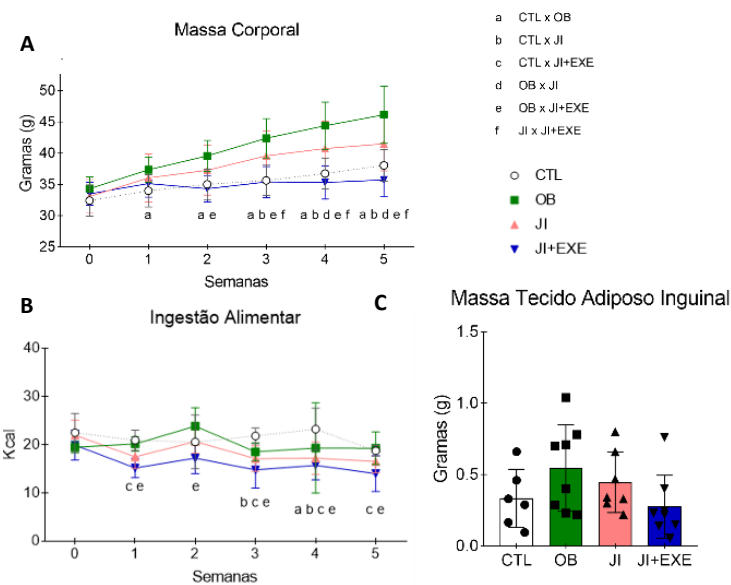 A
Massa Corporal
Gramas (g)
50
45
40
35
30
25
a
a e
a b e f
a b d e f
a b d e f
0 1 2 3 4 5
Semanas
a CTL x OB
b CTL x JI
c CTL x JI+EXE
d OB x JI
e OB x JI+EXE
f JI x JI+EXE
CTL
OB
JI
JI+EXE
B
Ingestão Alimentar
Kcal
40
30
20
10
0
c e
e
b c e
a b c e
c e
0 1 2 3 4 5
Semanas
C
Massa Tecido Adiposo Inguinal
Gramas (g)
1.5
1.0
0.5
0.0
CTL OB JI JI+EXE